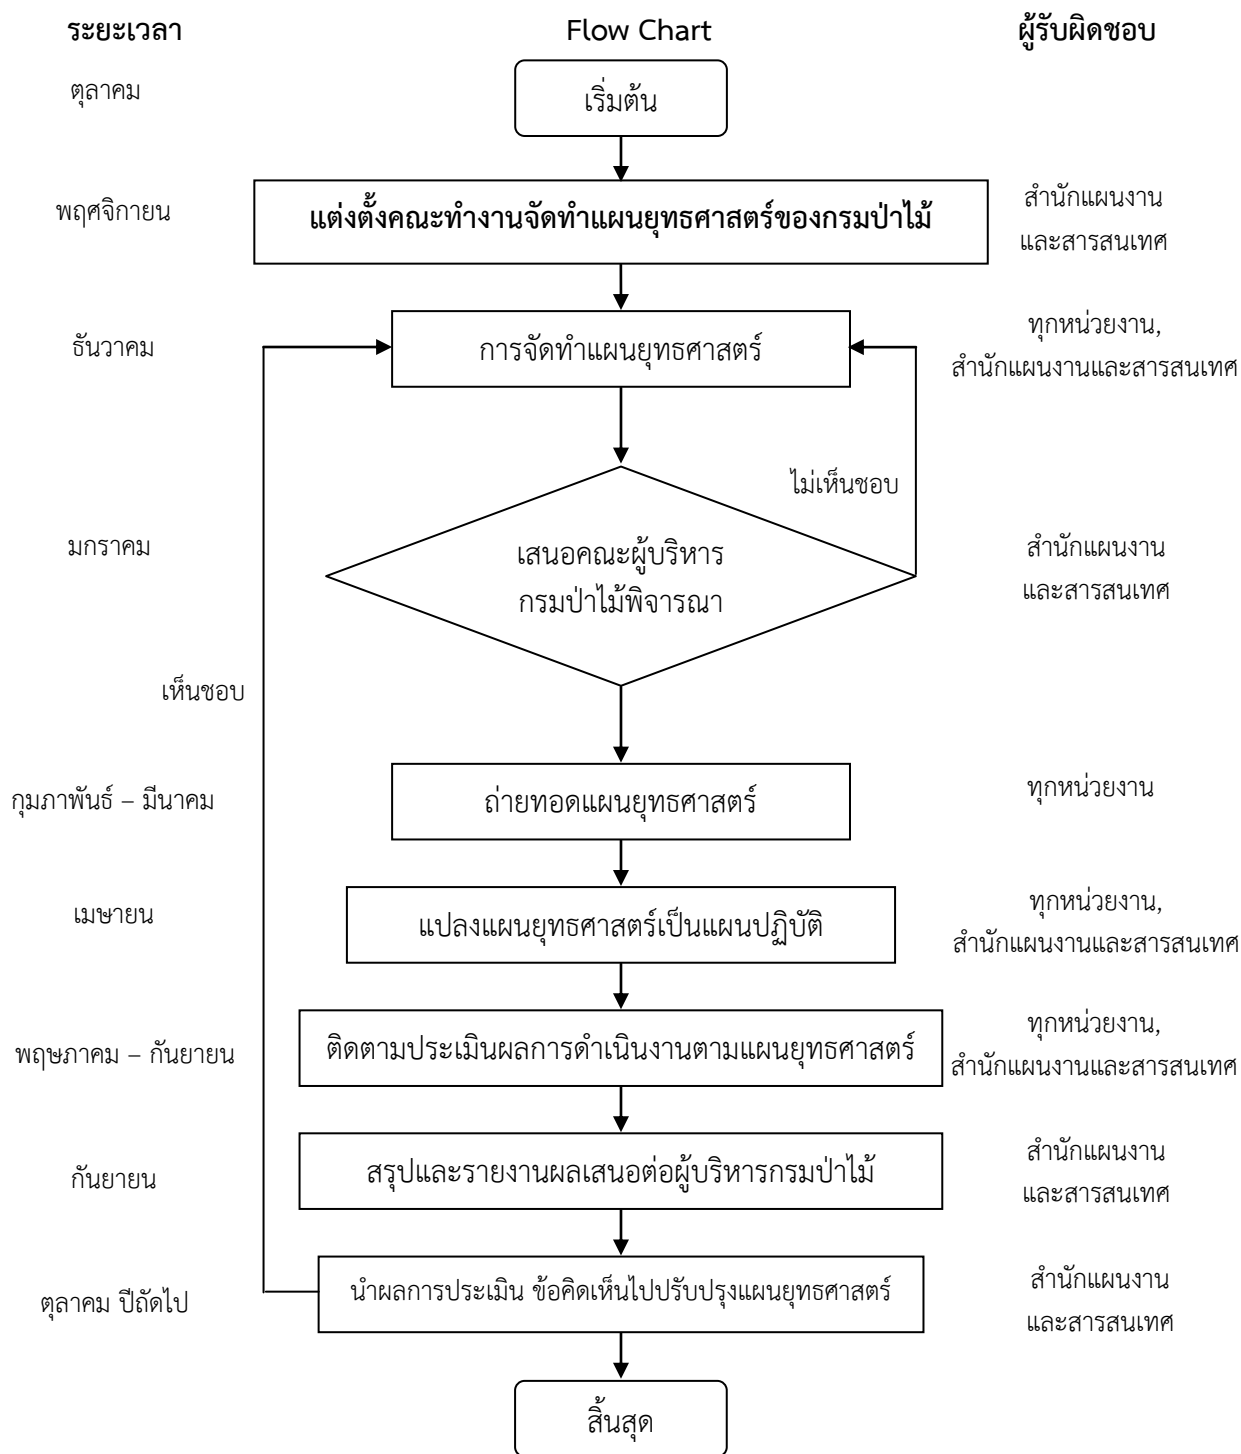 ระยะเวลา Flow Chart ผู้รับผิดชอบ
ตุลาคม
เริ่มต้น
พฤศจิกายน
แต่งตั้งคณะทำงานจัดทำแผนยุทธศาสตร์ของกรมป่าไม้
สำนักแผนงาน
และสารสนเทศ
ธันวาคม
การจัดทำแผนยุทธศาสตร์
ทุกหน่วยงาน,
สำนักแผนงานและสารสนเทศ
ไม่เห็นชอบ
มกราคม
เสนอคณะผู้บริหาร
กรมป่าไม้พิจารณา
สำนักแผนงาน
และสารสนเทศ
เห็นชอบ
กุมภาพันธ์ – มีนาคม
ถ่ายทอดแผนยุทธศาสตร์
ทุกหน่วยงาน
เมษายน
แปลงแผนยุทธศาสตร์เป็นแผนปฏิบัติ
ทุกหน่วยงาน,
สำนักแผนงานและสารสนเทศ
พฤษภาคม – กันยายน
ติดตามประเมินผลการดำเนินงานตามแผนยุทธศาสตร์
ทุกหน่วยงาน,
สำนักแผนงานและสารสนเทศ
กันยายน
สรุปและรายงานผลเสนอต่อผู้บริหารกรมป่าไม้
สำนักแผนงาน
และสารสนเทศ
ตุลาคม ปีถัดไป
นำผลการประเมิน ข้อคิดเห็นไปปรับปรุงแผนยุทธศาสตร์
สำนักแผนงาน
และสารสนเทศ
สิ้นสุด